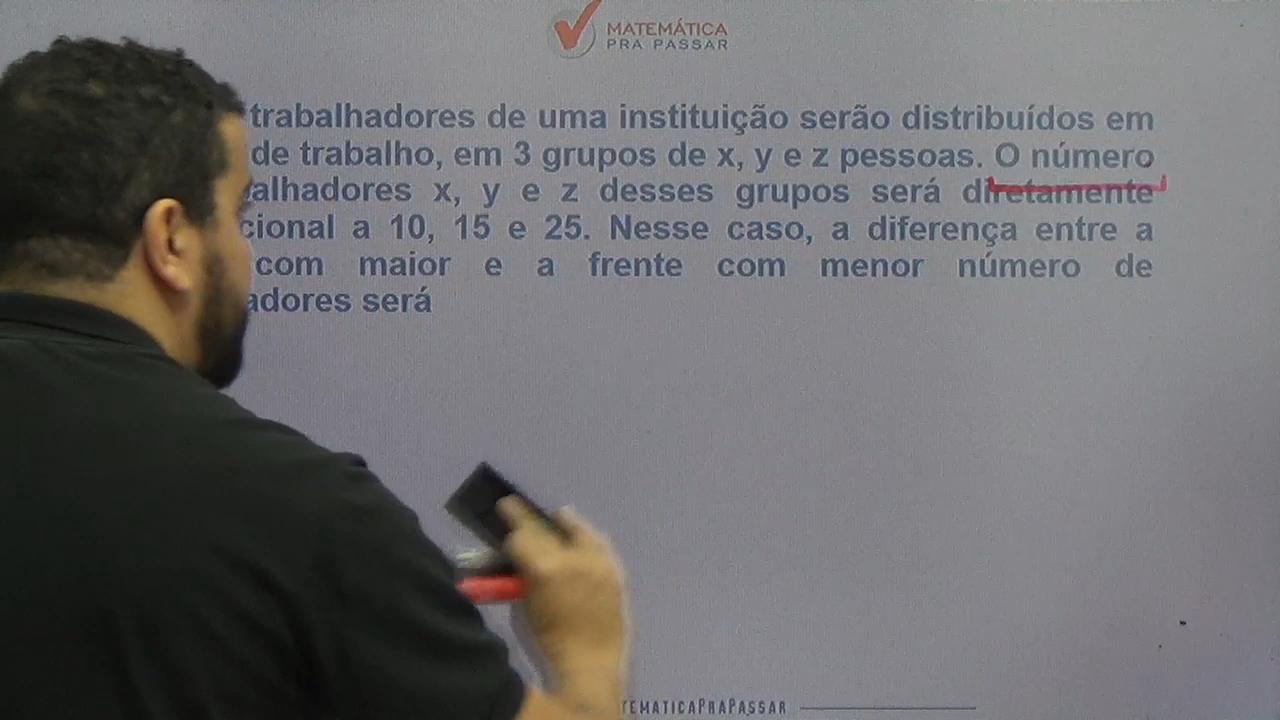 MATEMÁTICA
PRA PASSAR
trabalhadores de uma instituição serão distribuídos em
de trabalho, em 3 grupos de x, y e z pessoas. O número
alhadores x, y e z desses grupos será diretamente
cional a 10, 15 e 25. Nesse caso, a diferença entre a
com maior e a frente com menor número de
adores será
TEMATICAPRAPASSAR